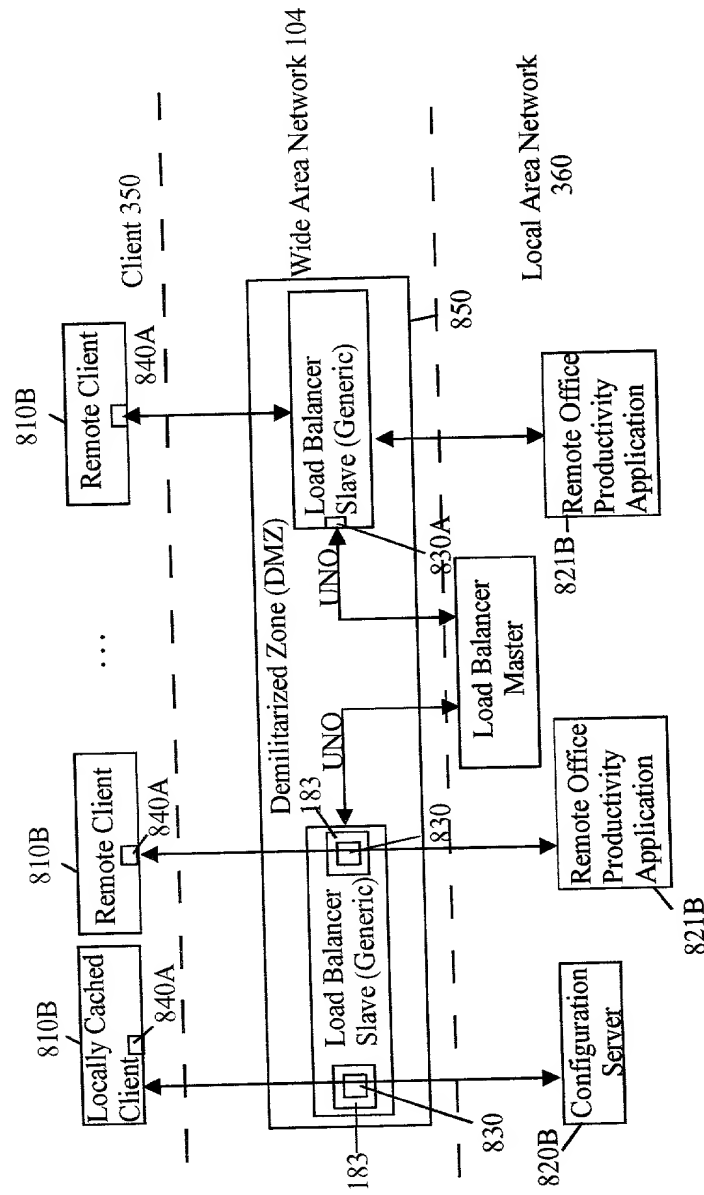 810B
Locally Cached
Client
840A
810B
Remote Client
840A
...
810B
Remote Client
840A
Client 350
Demilitarized Zone (DMZ)
Wide Area Network 104
183
830
Load Balancer
Slave (Generic)
183
830
UNO
UNO
Load Balancer
Slave (Generic)
830A
850
Load Balancer
Master
Local Area Network
360
820B
Configuration
Server
821B
Remote Office
Productivity
Application
821B
Remote Office
Productivity
Application